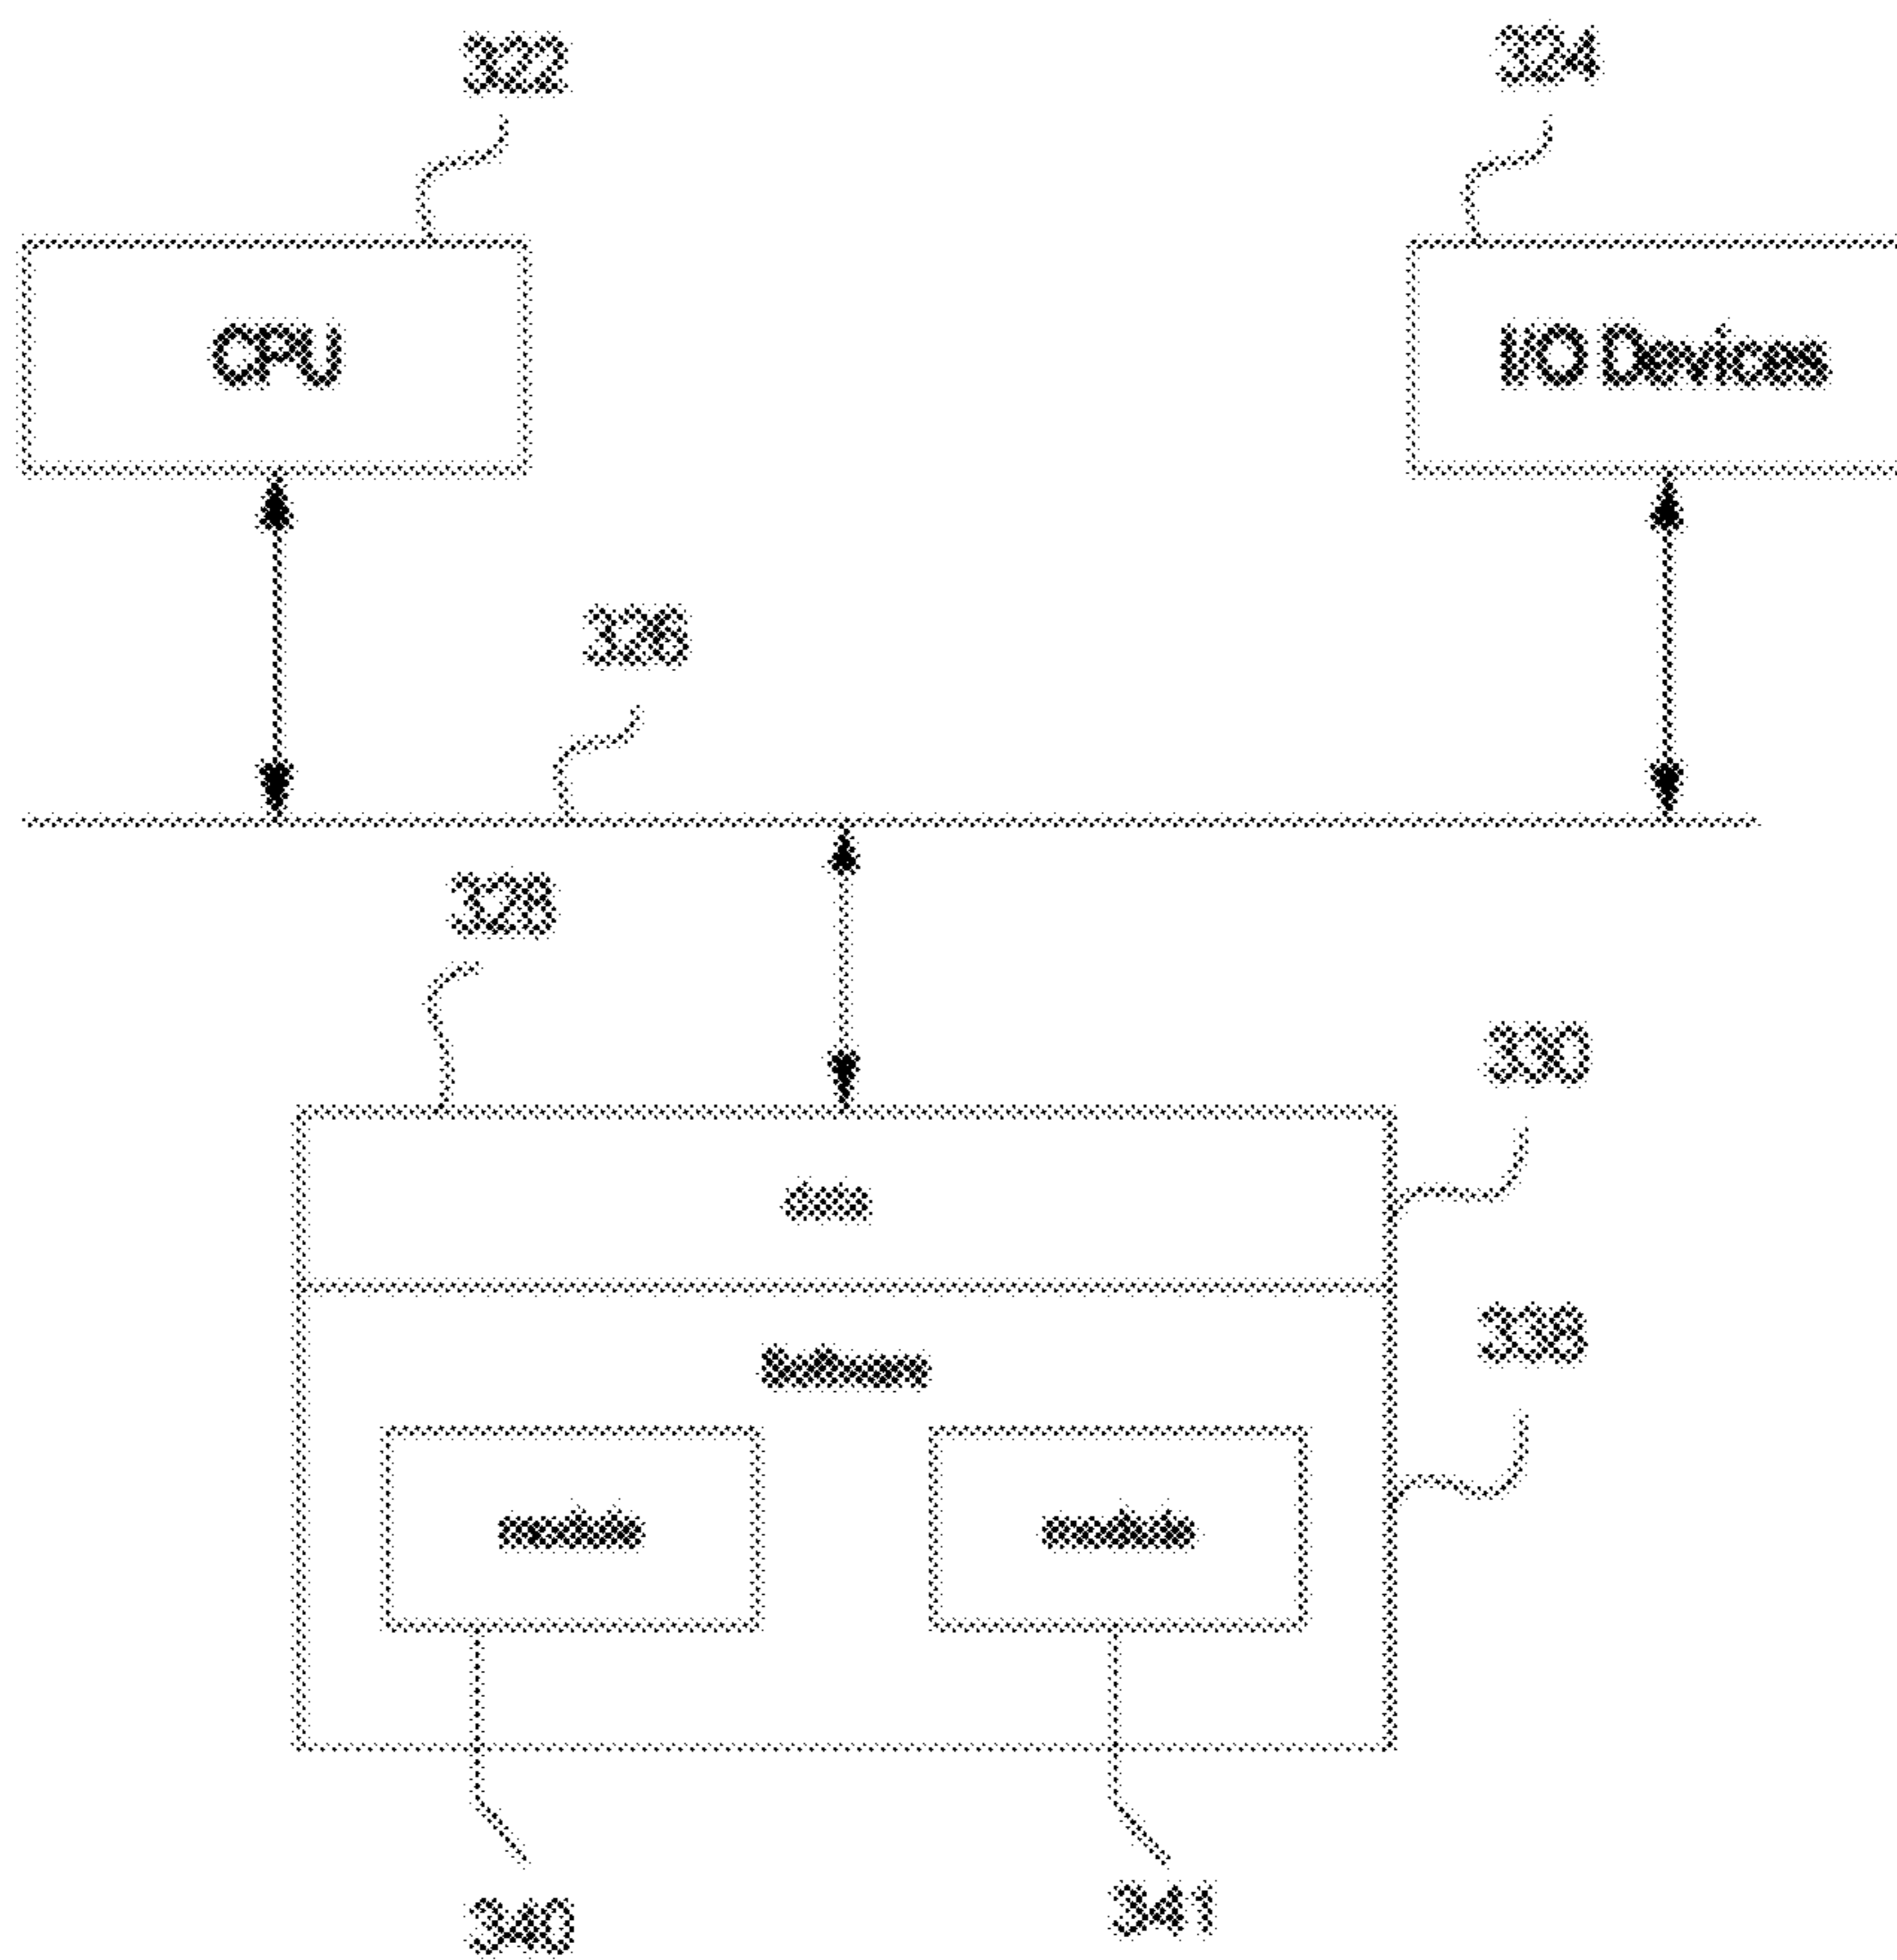 322
324
CPU
I/O Devices
326
328
330
data
338
Software
module
module
340
341